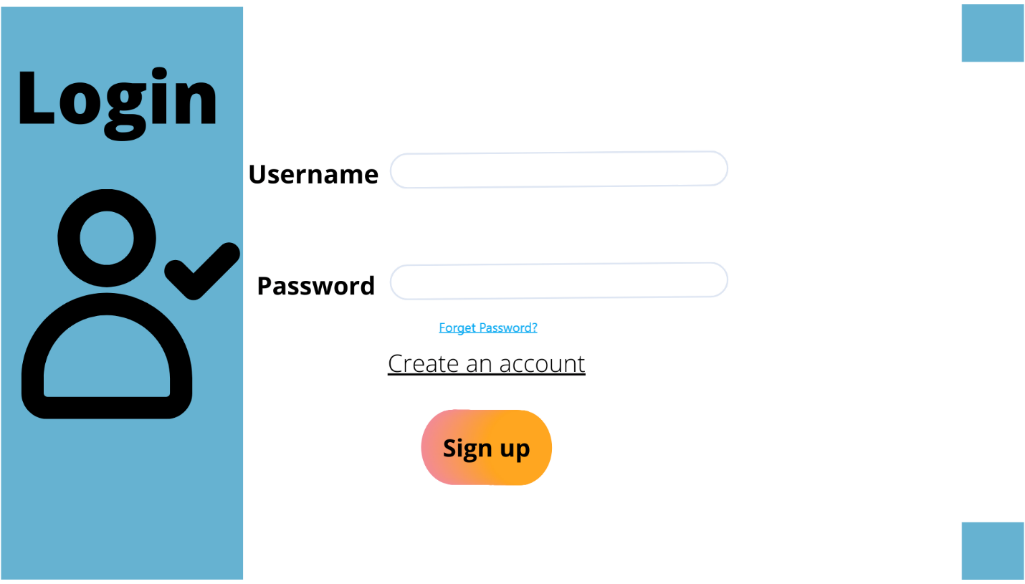 Login
Username
Password
Forget Password?
Create an account
Sign up